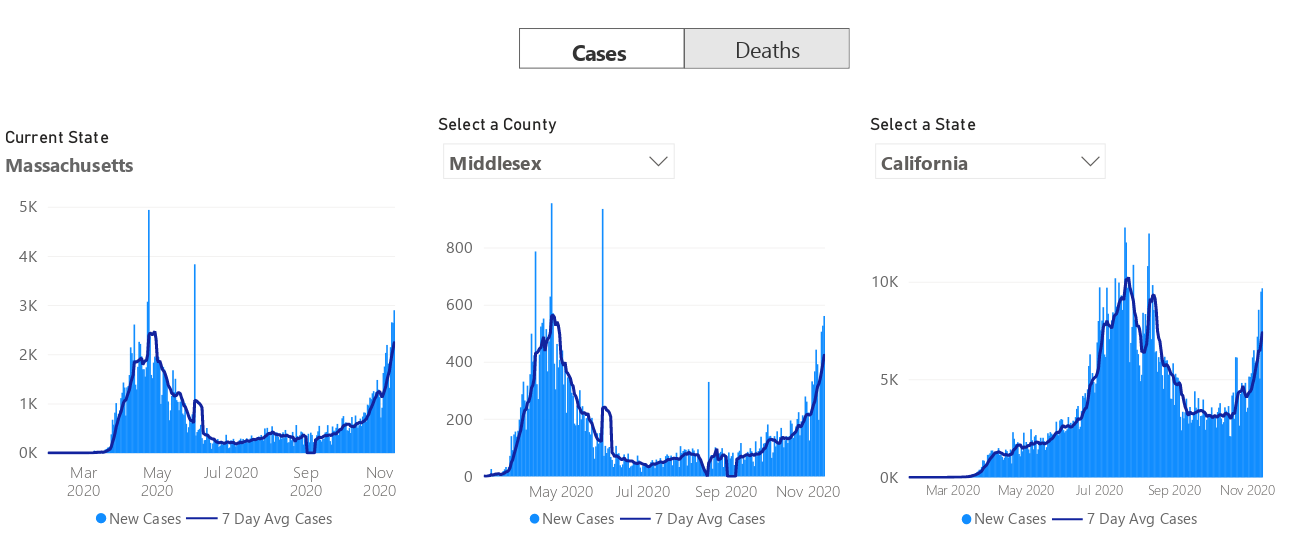 Cases Deaths
Current State
Massachusetts
5K
4K
3K
2K
1K
0K
Mar 2020 May 2020 Jul 2020 Sep 2020 Nov 2020
New Cases 7 Day Avg Cases
Select a County
Middlesex
800
600
400
200
0
May 2020 Jul 2020 Sep 2020 Nov 2020
New Cases 7 Day Avg Cases
Select a State
California
10K
5K
0K
Mar 2020 May 2020 Jul 2020 Sep 2020 Nov 2020
New Cases 7 Day Avg Cases